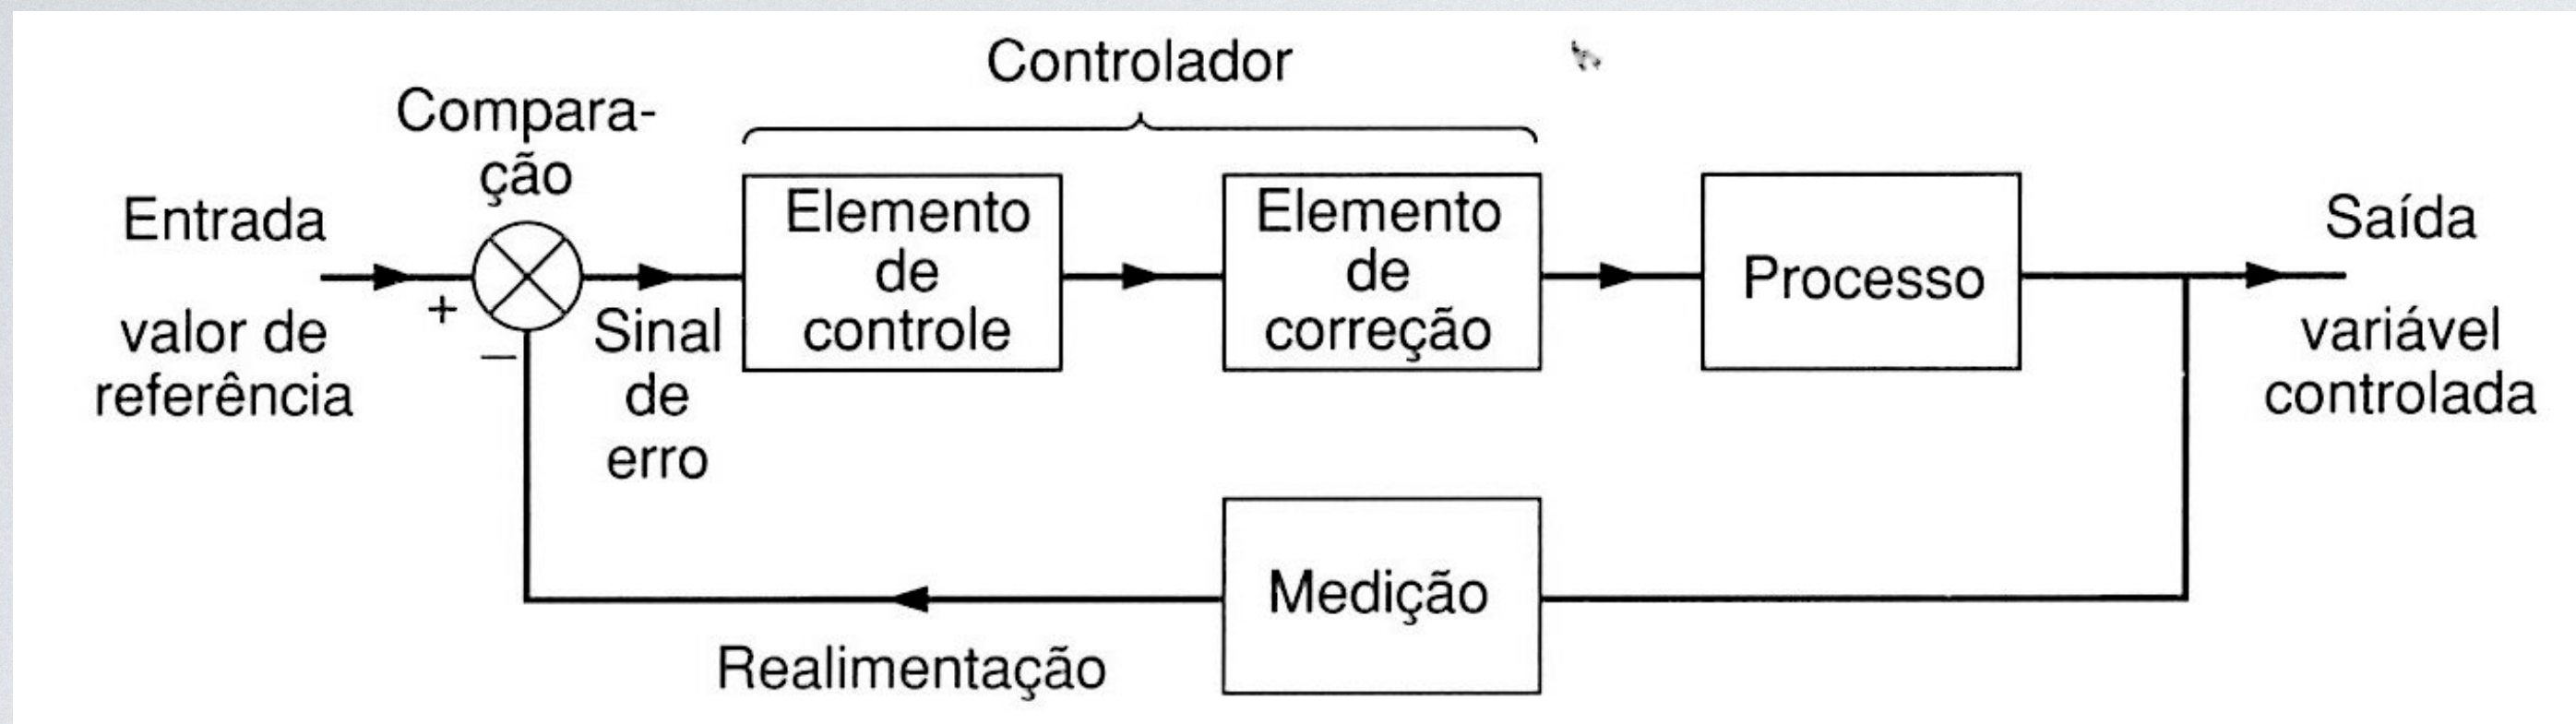 Controlador
Compara-
ção
Entrada
valor de
referência
+
−
Sinal
de
erro
Elemento
de
controle
Elemento
de
correção
Processo
Saída
variável
controlada
Medição
Realimentação